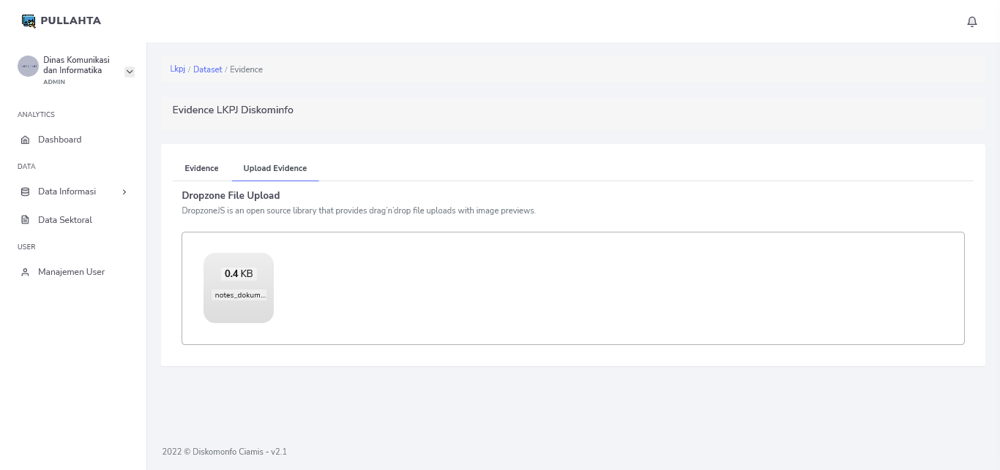 PULLAHTA
Dinas Komunikasi
dan Informatika
ADMIN
ANALYTICS
Dashboard
DATA
Data Informasi
Data Sektoral
USER
Manajemen User
Lkpj / Dataset / Evidence
Evidence LKPJ Diskominfo
Evidence Upload Evidence
Dropzone File Upload
DropzoneJS is an open source library that provides drag'n'drop file uploads with image previews.
0.4 KB
notes_dokum...
2022 © Diskomonfo Ciamis - v2.1